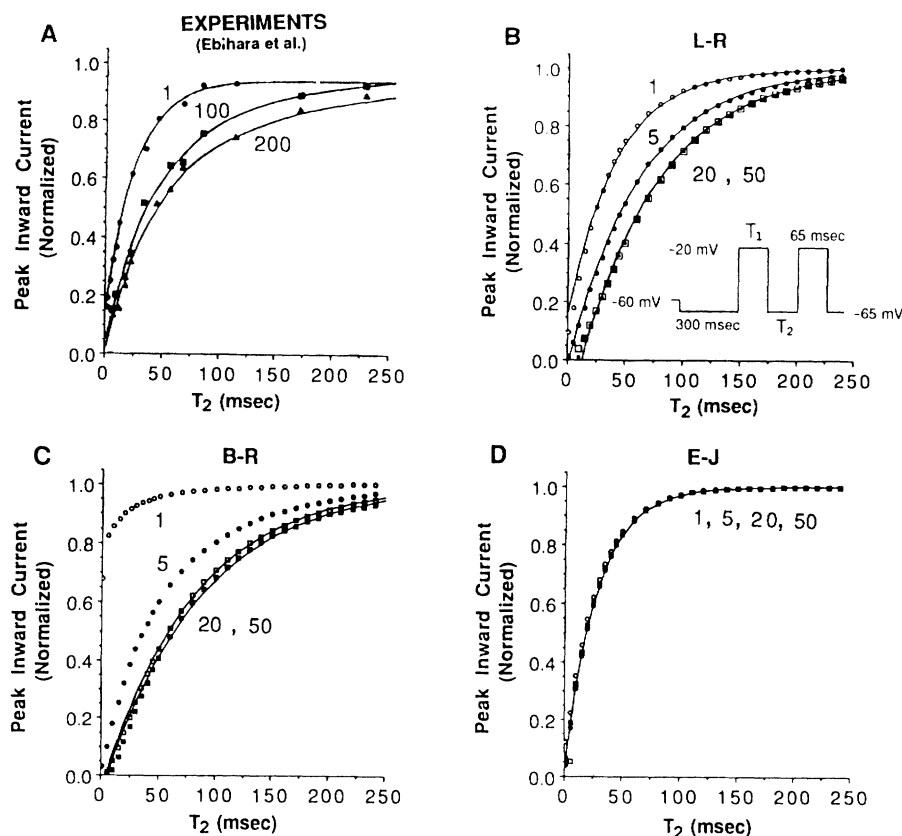 A
EXPERIMENTS
(Ebihara et al.)
Peak Inward Current
(Normalized)
1.0
0.8
0.6
0.4
0.2
0.0
1
100
200
0
50
100
150
200
250
T2 (msec)
B
L-R
Peak Inward Current
(Normalized)
1.0
0.8
0.6
0.4
0.2
0.0
1
5
20 , 50
-20 mV
T1
65 msec
-60 mV
300 msec
T2
-65 mV
0
50
100
150
200
250
T2 (msec)
C
B-R
Peak Inward Current
(Normalized)
1.0
0.8
0.6
0.4
0.2
0.0
1
5
20 , 50
0
50
100
150
200
250
T2 (msec)
D
E-J
Peak Inward Current
(Normalized)
1.0
0.8
0.6
0.4
0.2
0.0
1, 5, 20, 50
0
50
100
150
200
250
T2 (msec)